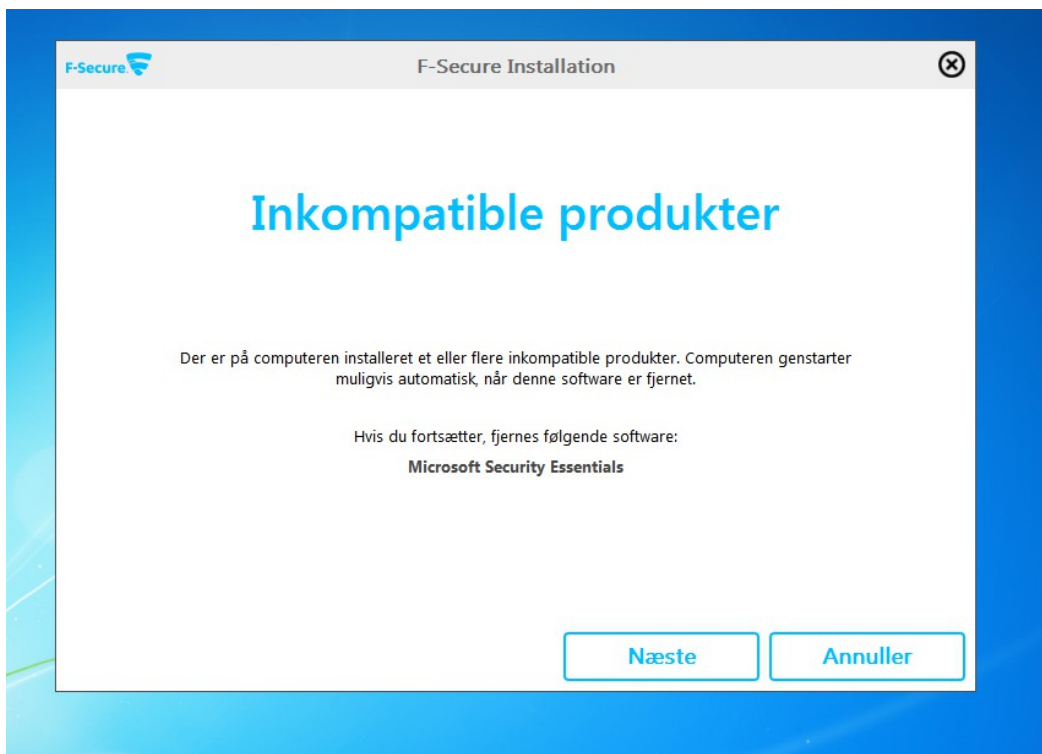 F-Secure.
F-Secure Installation
Inkompatible produkter
Der er på computeren installeret et eller flere inkompatible produkter. Computeren genstarter
muligvis automatisk, når denne software er fjernet.
Hvis du fortsætter, fjernes følgende software:
Microsoft Security Essentials
Næste
Annuller